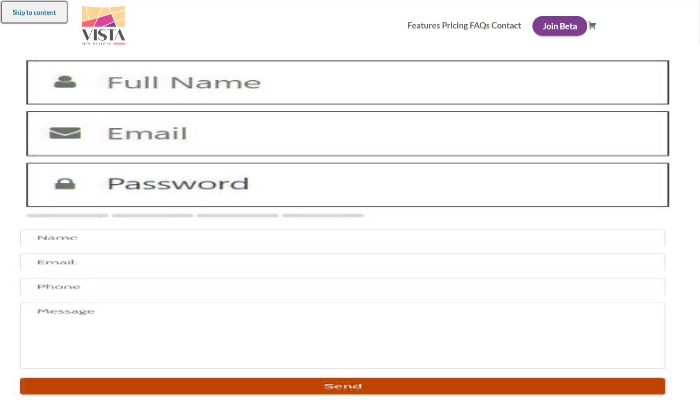 Skip to content
VISTA
Features Pricing FAQs Contact
Join Beta
Full Name
Email
Password
Name
Email
Phone
Message
Send